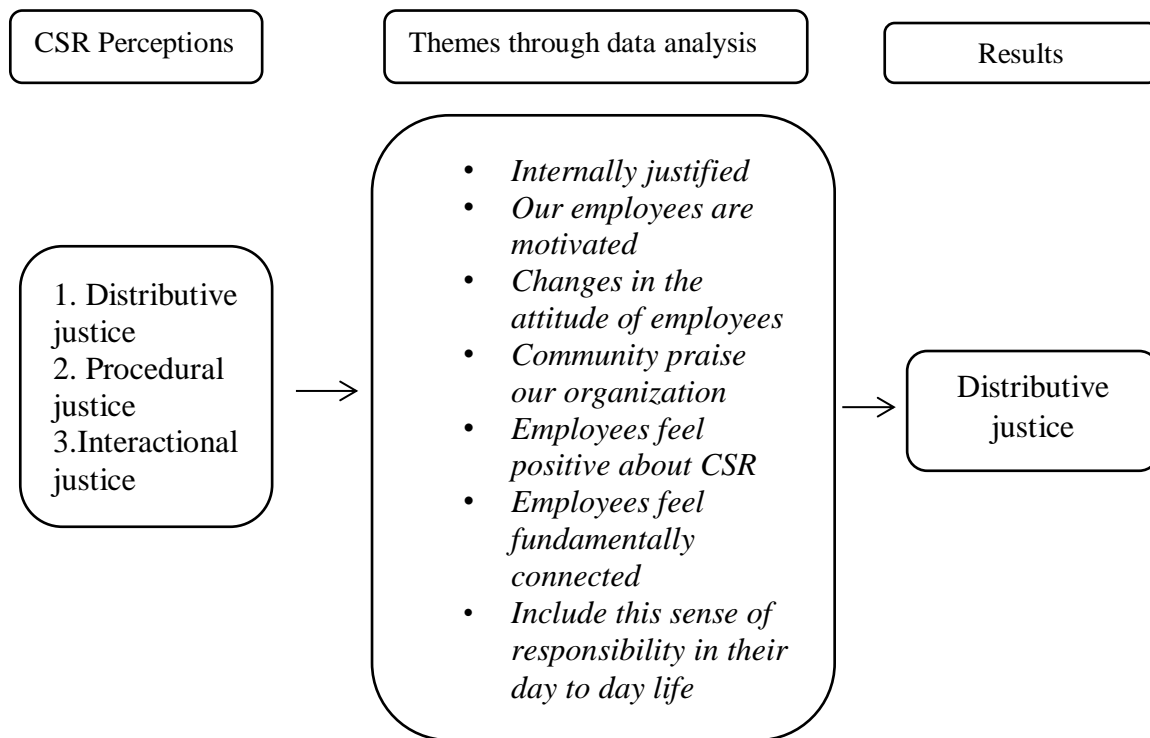 CSR Perceptions
Themes through data analysis
Results
1. Distributive
justice
2. Procedural
justice
3.Interactional
justice
• Internally justified
• Our employees are
motivated
• Changes in the
attitude of employees
• Community praise
our organization
• Employees feel
positive about CSR
• Employees feel
fundamentally
connected
• Include this sense of
responsibility in their
day to day life
Distributive
justice